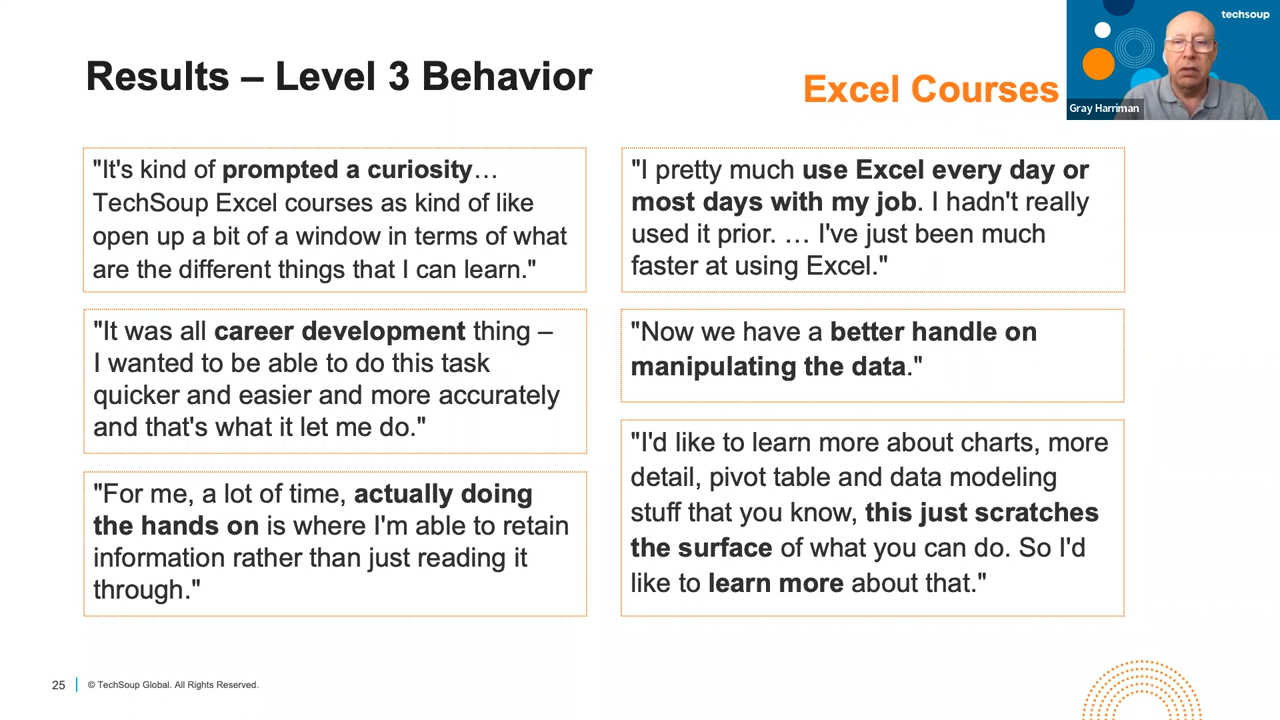 Results – Level 3 Behavior
Excel Courses
techsoup
Gray Harriman
"It's kind of prompted a curiosity…
TechSoup Excel courses as kind of like
open up a bit of a window in terms of what
are the different things that I can learn."
"It was all career development thing –
I wanted to be able to do this task
quicker and easier and more accurately
and that's what it let me do."
"For me, a lot of time, actually doing
the hands on is where I'm able to retain
information rather than just reading it
through."
"I pretty much use Excel every day or
most days with my job. I hadn't really
used it prior. … I've just been much
faster at using Excel."
"Now we have a better handle on
manipulating the data."
"I'd like to learn more about charts, more
detail, pivot table and data modeling
stuff that you know, this just scratches
the surface of what you can do. So I'd
like to learn more about that."
25
© TechSoup Global. All Rights Reserved.